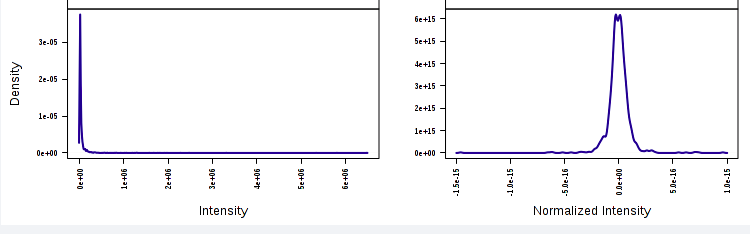 Density
3e-05
2e-05
1e-05
0e+00
0e+00 1e+06 2e+06 3e+06 4e+06 5e+06 6e+06
Intensity
6e+15
5e+15
4e+15
3e+15
2e+15
1e+15
0e+00
-1.5e-15 -1.0e-15 -5.0e-16 0.0e+00 5.0e-16 1.0e-15
Normalized Intensity